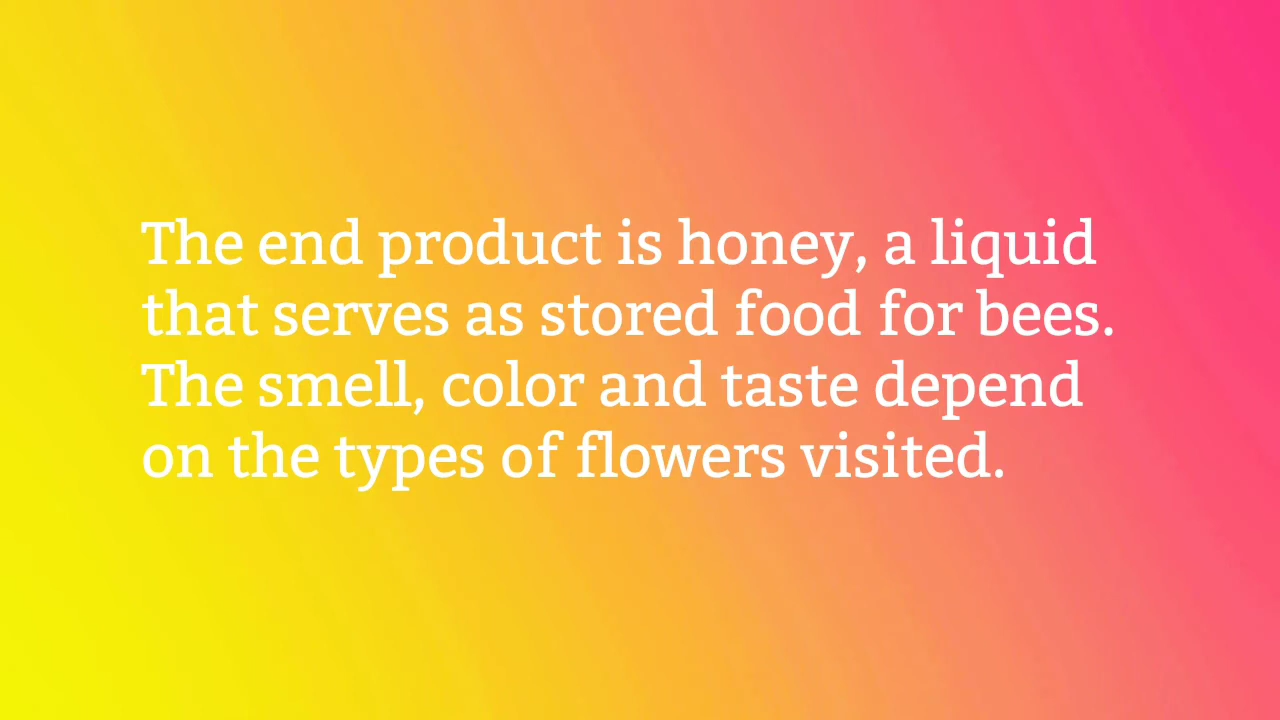 The end product is honey, a liquid
that serves as stored food for bees.
The smell, color and taste depend
on the types of flowers visited.